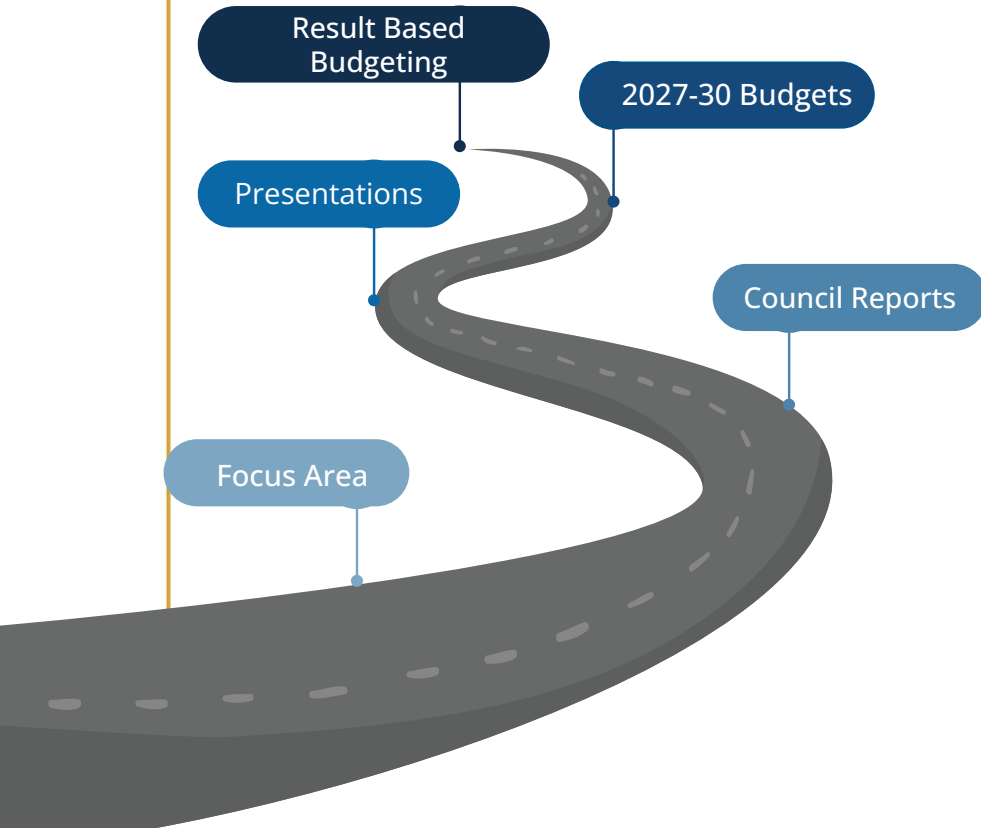 Result Based
Budgeting
2027-30 Budgets
Presentations
Council Reports
Focus Area